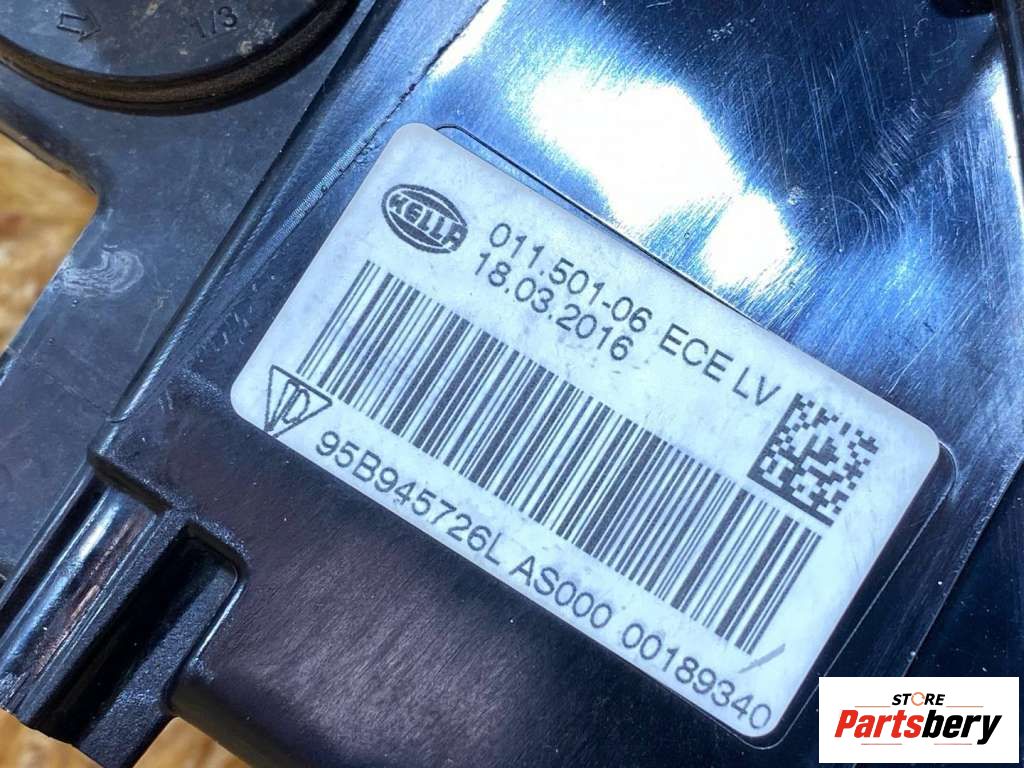 1/3
HELLA
011.501-06 ECE LV
18.03.2016
95B945726L AS000 00189340
STORE
Partsbery